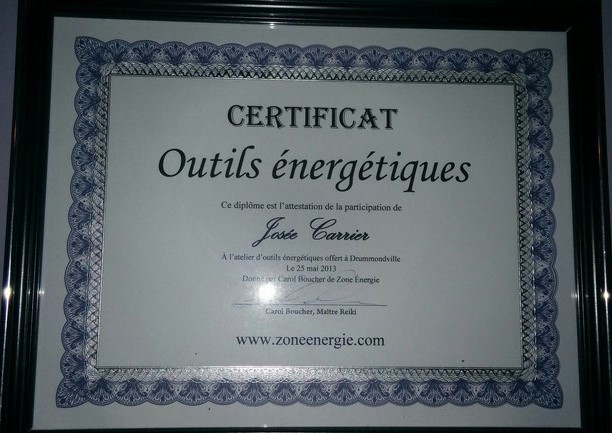 CERTIFICAT
Outils énergétiques
Ce diplôme est l'attestation de la participation de
Josée Carrier
À l'atelier d'outils énergétiques offert à Drummondville
Le 25 mai 2013
Donné par Carol Boucher de Zone Énergie
Carol Boucher, Maître Reiki
www.zoneenergie.com